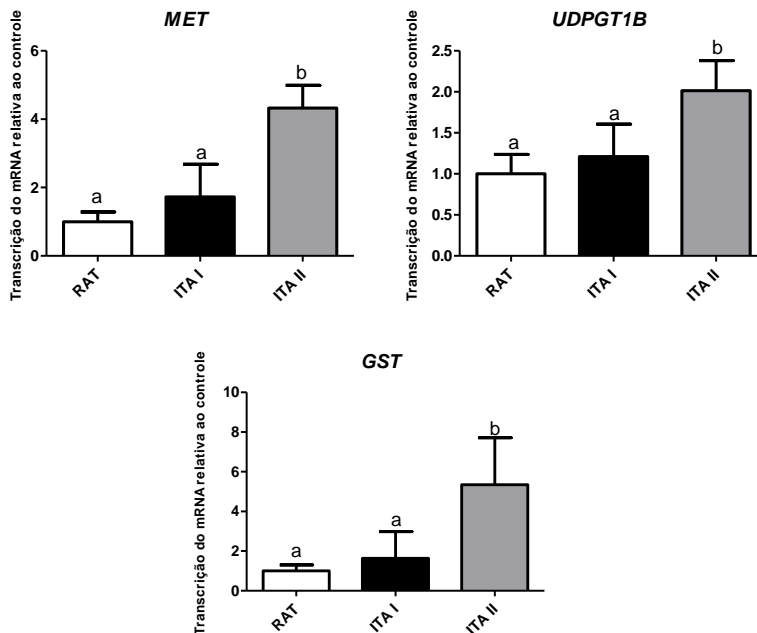 MET
Transcrição do mRNA relativa ao controle
6
4
2
0
a
a
b
RAT
ITA I
ITA II
UDPGT1B
Transcrição do mRNA relativa ao controle
2.5
2.0
1.5
1.0
0.5
0.0
a
a
b
RAT
ITA I
ITA II
GST
Transcrição do mRNA relativa ao controle
10
8
6
4
2
0
a
a
b
RAT
ITA I
ITA II